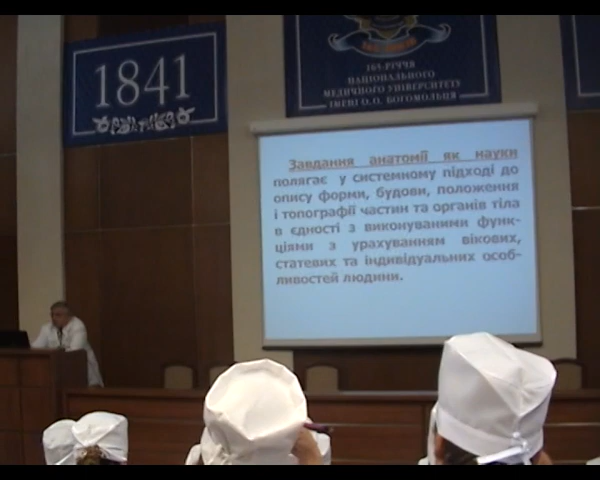 1841
165-РІЧЧЯ
НАЦІОНАЛЬНОГО
МЕДИЧНОГО УНІВЕРСИТЕТУ
ІМЕНІ О.О. БОГОМОЛЬЦЯ
Завдання анатомії як науки
полягає у системному підході до
опису форми, будови, положення
і топографії частин та органів тіла
в єдності з виконуваними функ-
ціями з урахуванням вікових,
статевих та індивідуальних особ-
ливостей людини.